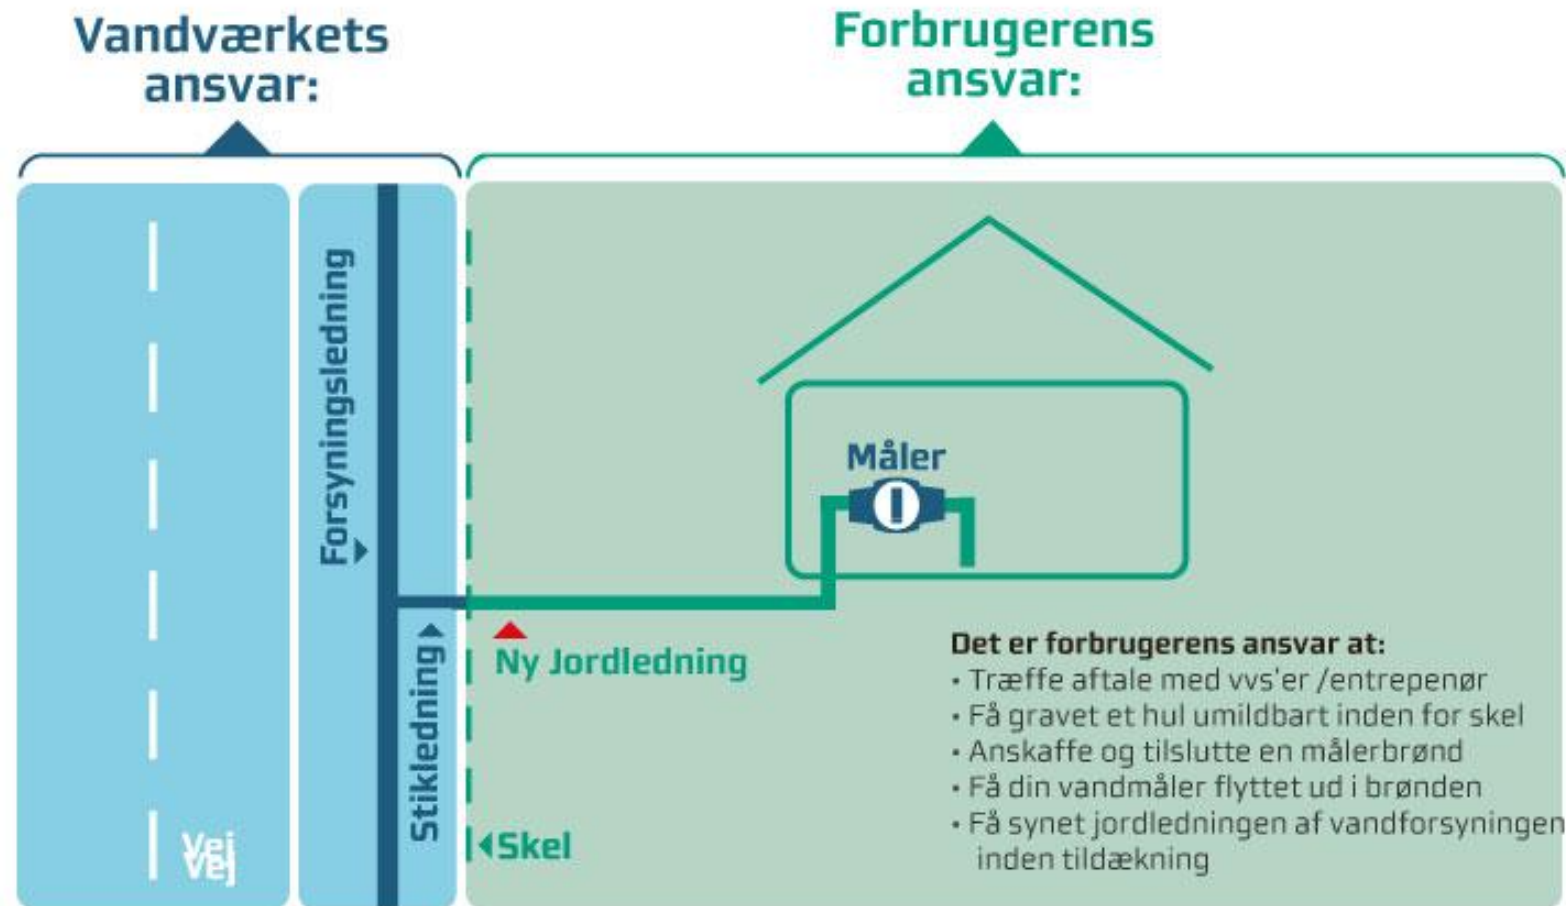 Vandværkets
ansvar:
Forbrugerens
ansvar:
Forsyningsledning
Måler
Stikledning
Ny Jordledning
Skel
Vej
Vej
Det er forbrugerens ansvar at:
• Træffe aftale med vvs'er /entrepenør
• Få gravet et hul umildbart inden for skel
• Anskaffe og tilslutte en målerbrønd
• Få din vandmåler flyttet ud i brønden
• Få synet jordledningen af vandforsyningen
inden tildækning